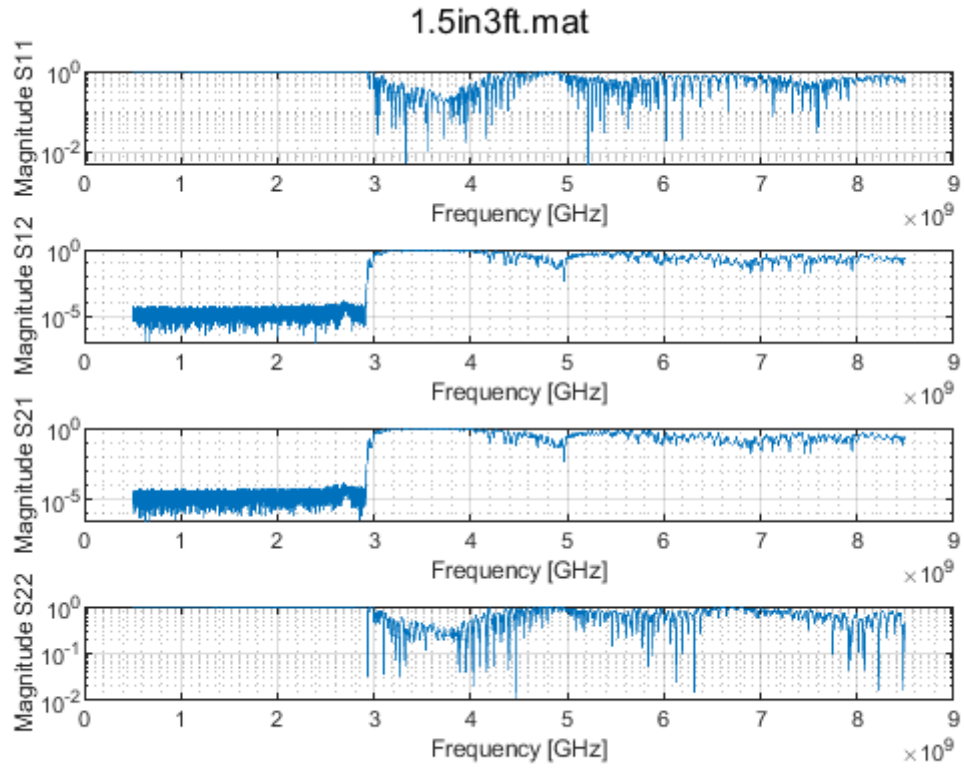 1.5in3ft.mat
Magnitude S11
10^0
10^-2
0 1 2 3 4 5 6 7 8 9
Frequency [GHz]
×10^9
Magnitude S12
10^0
10^-5
0 1 2 3 4 5 6 7 8 9
Frequency [GHz]
×10^9
Magnitude S21
10^0
10^-5
0 1 2 3 4 5 6 7 8 9
Frequency [GHz]
×10^9
Magnitude S22
10^0
10^-1
10^-2
0 1 2 3 4 5 6 7 8 9
Frequency [GHz]
×10^9